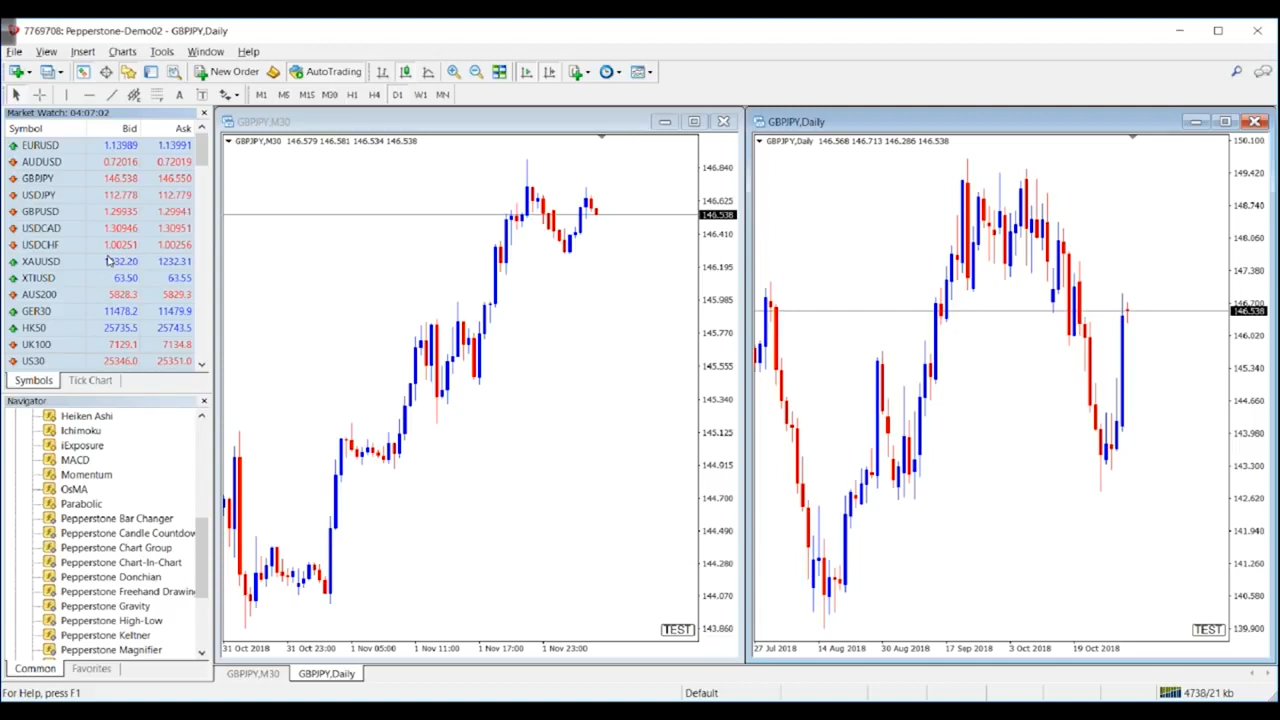 7769708: Pepperstone-Demo02 - GBPJPY,Daily
File View Insert Charts Tools Window Help
New Order AutoTrading
A T M1 M5 M15 M30 H1 H4 D1 W1 MN
Market Watch: 04:07:02
Symbol Bid Ask
EURUSD 1.13989 1.13991
AUDUSD 0.72016 0.72019
GBPJPY 146.538 146.550
USDJPY 112.778 112.779
GBPUSD 1.29935 1.29941
USDCAD 1.30946 1.30951
USDCHF 1.00251 1.00256
XAUUSD 32.20 1232.31
XTIUSD 63.50 63.55
AUS200 5828.3 5829.3
GER30 11478.2 11479.9
HK50 25735.5 25743.5
UK100 7129.1 7134.8
US30 25346.0 25351.0
Symbols Tick Chart
Navigator
Heiken Ashi
Ichimoku
iExposure
MACD
Momentum
OsMA
Parabolic
Pepperstone Bar Changer
Pepperstone Candle Countdow
Pepperstone Chart Group
Pepperstone Chart-In-Chart
Pepperstone Donchian
Pepperstone Freehand Drawing
Pepperstone Gravity
Pepperstone High-Low
Pepperstone Keltner
Pepperstone Magnifier
Common Favorites
GBPJPY,M30
GBPJPY,M30 146.579 146.581 146.534 146.538
146.840
146.625
146.538
146.410
146.195
145.985
145.770
145.555
145.340
145.125
144.915
144.700
144.490
144.280
144.070
143.860
TEST
31 Oct 2018 31 Oct 23:00 1 Nov 05:00 1 Nov 11:00 1 Nov 17:00 1 Nov 23:00
GBPJPY,Daily
GBPJPY,Daily 146.568 146.713 146.286 146.538
150.100
149.420
148.740
148.060
147.380
146.700
146.538
146.020
145.340
144.660
143.980
143.300
142.620
141.940
141.260
140.580
139.900
TEST
27 Jul 2018 14 Aug 2018 30 Aug 2018 17 Sep 2018 3 Oct 2018 19 Oct 2018
GBPJPY,M30 GBPJPY,Daily
For Help, press F1 Default 4738/21 kb